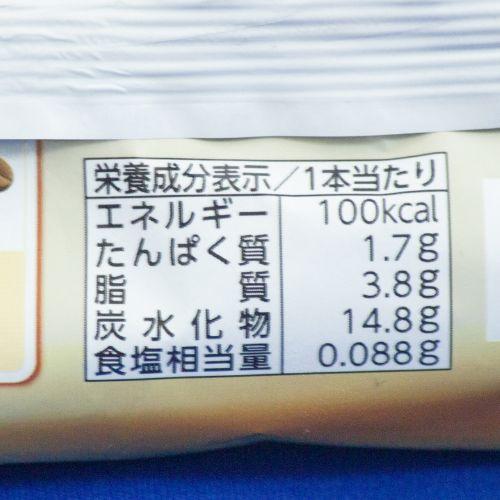 栄養成分表示/1本当たり
エネルギー 100kcal
たんぱく質 1.7g
脂質 3.8g
炭水化物 14.8g
食塩相当量 0.088g